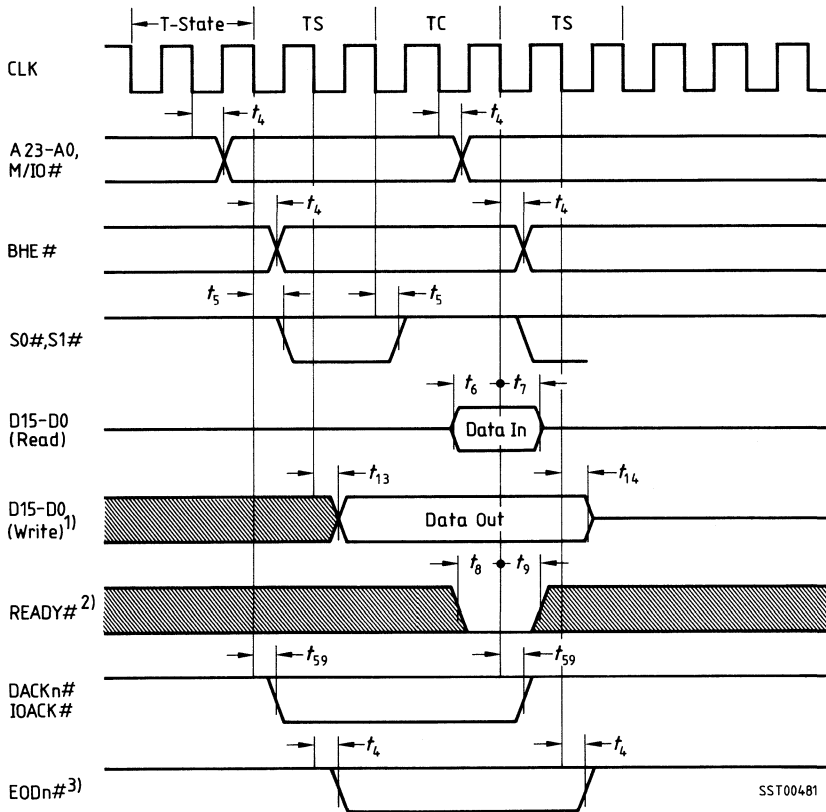 T-State TS TC TS
CLK
t4 t4
A23-A0,
M/IO#
t4 t4
BHE#
t5 t5
S0#,S1#
t6 t7
D15-D0
(Read)
Data In
t13 t14
D15-D0
(Write)1)
Data Out
t8 t9
READY#2)
t59 t59
DACKn#
IOACK#
t4 t4
EODn#3)
SST00481